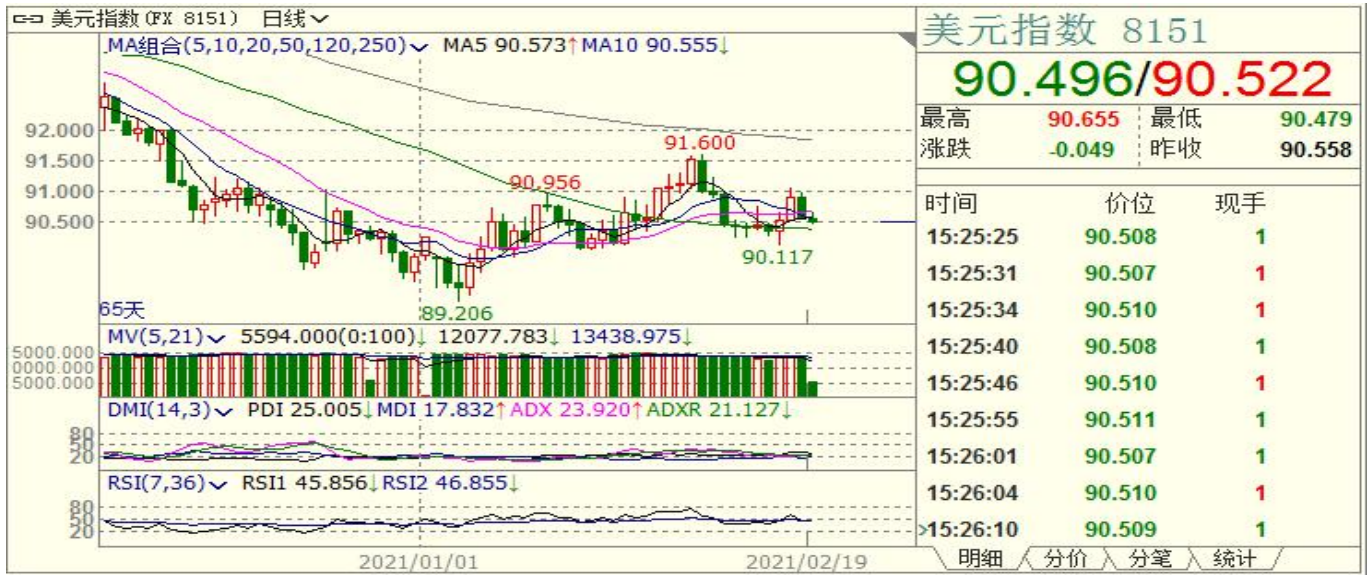 美元指数(FX 8151) 日线
MA组合(5,10,20,50,120,250) MA5 90.573↑MA10 90.555↓
92.000
91.500
91.000
90.500
91.600
90.956
90.117
89.206
65天
MV(5,21) 5594.000(0:100)↓ 12077.783↓ 13438.975↓
5000.000
0000.000
5000.000
DMI(14,3) PDI 25.005↓MDI 17.832↑ADX 23.920↑ADXR 21.127↓
80
50
20
RSI(7,36) RSI1 45.856↓RSI2 46.855↓
80
50
20
2021/01/01 2021/02/19
美元指数 8151
90.496/90.522
最高 90.655 最低 90.479
涨跌 -0.049 昨收 90.558
时间 价位 现手
15:25:25 90.508 1
15:25:31 90.507 1
15:25:34 90.510 1
15:25:40 90.508 1
15:25:46 90.510 1
15:25:55 90.511 1
15:26:01 90.507 1
15:26:04 90.510 1
>15:26:10 90.509 1
明细 分价 分笔 统计